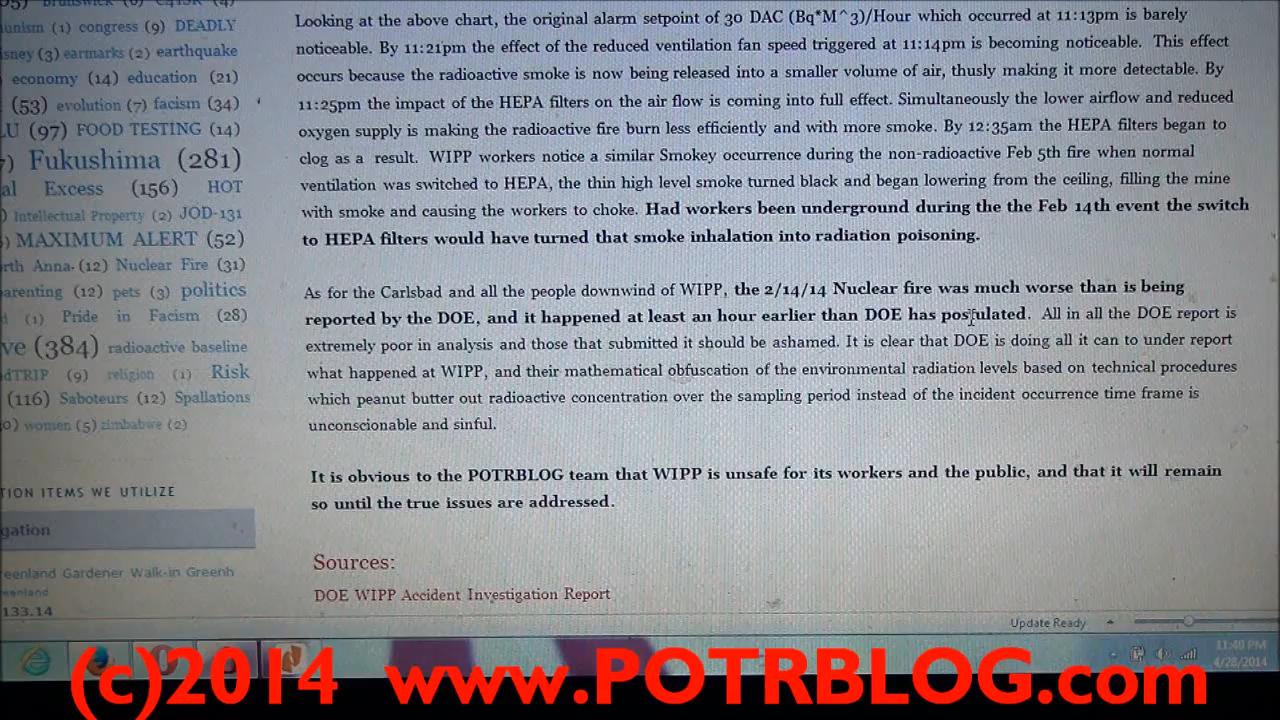 congress (9) DEADLY
(3) earmarks (2) earthquake
economy (14) education (21)
(53) evolution (7) facism (34)
(97) FOOD TESTING (14)
Fukushima (281)
Excess (156) HOT
Intellectual Property (2) JOD-131
MAXIMUM ALERT (52)
Anna. (12) Nuclear Fire (31)
(12) pets (3) politics
(1) Pride in Facism (28)
(384) radioactive baseline
(9) religion (1) Risk
(116) Saboteurs (12) Spallations
women (5) zimbabwe (2)
ITEMS WE UTILIZE
Gardener Walk-in
133.14
Looking at the above chart, the original alarm setpoint of 30 DAC (Bq*M^3)/Hour which occurred at 11:13pm is barely
noticeable. By 11:21pm the effect of the reduced ventilation fan speed triggered at 11:14pm is becoming noticeable. This effect
occurs because the radioactive smoke is now being released into a smaller volume of air, thusly making it more detectable. By
11:25pm the impact of the HEPA filters on the air flow is coming into full effect. Simultaneously the lower airflow and reduced
oxygen supply is making the radioactive fire burn less efficiently and with more smoke. By 12:35am the HEPA filters began to
clog as a result. WIPP workers notice a similar Smokey occurrence during the non-radioactive Feb 5th fire when normal
ventilation was switched to HEPA, the thin high level smoke turned black and began lowering from the ceiling, filling the mine
with smoke and causing the workers to choke. Had workers been underground during the the Feb 14th event the switch
to HEPA filters would have turned that smoke inhalation into radiation poisoning.
As for the Carlsbad and all the people downwind of WIPP, the 2/14/14 Nuclear fire was much worse than is being
reported by the DOE, and it happened at least an hour earlier than DOE has postulated. All in all the DOE report is
extremely poor in analysis and those that submitted it should be ashamed. It is clear that DOE is doing all it can to under report
what happened at WIPP, and their mathematical obfuscation of the environmental radiation levels based on technical procedures
which peanut butter out radioactive concentration over the sampling period instead of the incident occurrence time frame is
unconscionable and sinful.
It is obvious to the POTRBLOG team that WIPP is unsafe for its workers and the public, and that it will remain
so until the true issues are addressed.
Sources:
DOE WIPP Accident Investigation Report
Update Ready
11:40 PM
4/28/2014
(c)2014 www.POTRBLOG.com